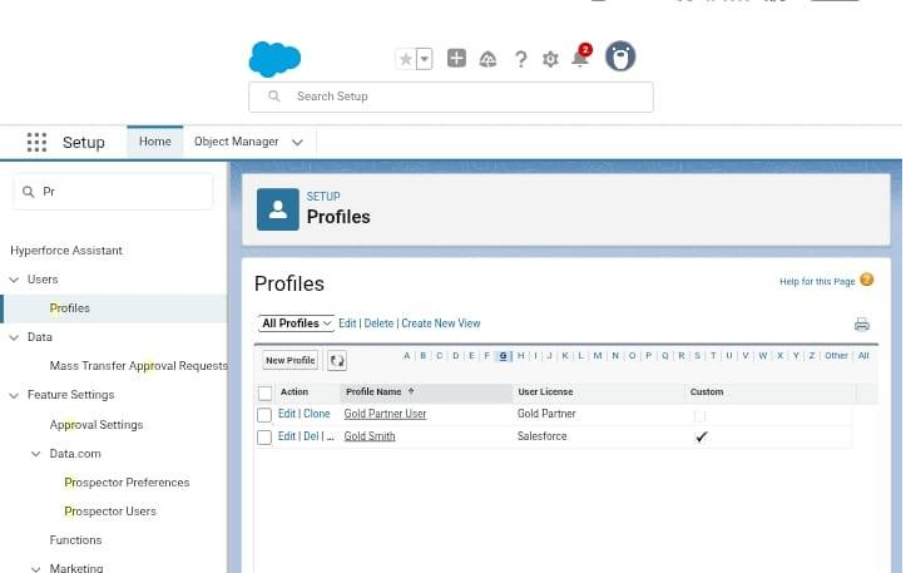 2
Search Setup
Setup Home Object Manager
Pr
Hyperforce Assistant
Users
Profiles
Data
Mass Transfer Approval Requests
Feature Settings
Approval Settings
Data.com
Prospector Preferences
Prospector Users
Functions
Marketing
SETUP
Profiles
Profiles
Help for this Page ?
All Profiles Edit | Delete | Create New View
New Profile A | B | C | D | E | F | G | H | I | J | K | L | M | N | O | P | Q | R | S | T | U | V | W | X | Y | Z | Other | All
Action Profile Name ↑ User License Custom
Edit | Clone Gold Partner User Gold Partner
Edit | Del | ... Gold Smith Salesforce ✓